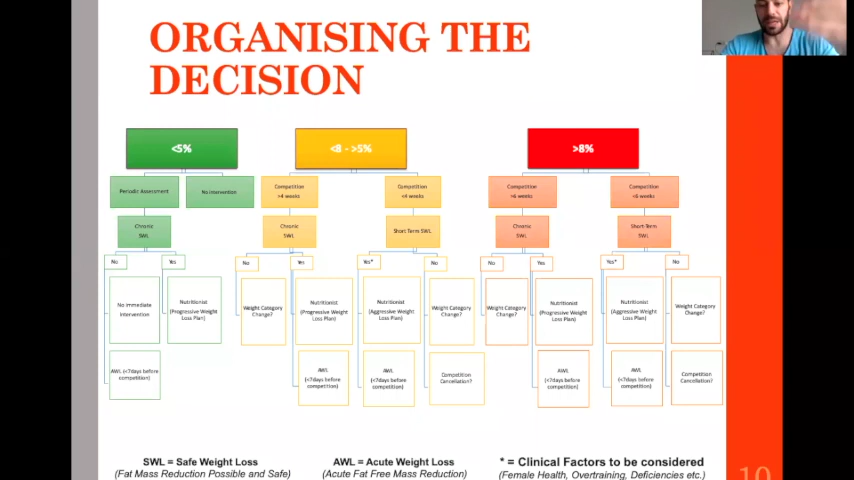 ORGANISING THE
DECISION
<5%
<8 - >5%
>8%
Periodic Assessment
No intervention
Competition
>4 weeks
Competition
<4 weeks
Competition
>6 weeks
Competition
<6 weeks
Chronic
SWL
Chronic
SWL
Short Term SWL
Chronic
SWL
Short Term
SWL
No
Yes
No
Yes
Yes*
No
No
Yes
Yes*
No
No immediate
Intervention
Nutritionist
(Progressive Weight
Loss Plan)
Weight Category
Change?
Nutritionist
(Progressive Weight
Loss Plan)
Nutritionist
(Aggressive Weight
Loss Plan)
Weight Category
Change?
Weight Category
Change?
Nutritionist
(Progressive Weight
Loss Plan)
Nutritionist
(Aggressive Weight
Loss Plan)
Weight Category
Change?
AWL (<7days before
competition)
AWL
(<7days before
competition)
AWL
(<7days before
competition)
Competition
Cancellation?
AWL
(<7days before
competition)
AWL
(<7days before
competition)
Competition
Cancellation?
SWL = Safe Weight Loss
(Fat Mass Reduction Possible and Safe)
AWL = Acute Weight Loss
(Acute Fat Free Mass Reduction)
* = Clinical Factors to be considered
(Female Health, Overtraining, Deficiencies etc.)
10